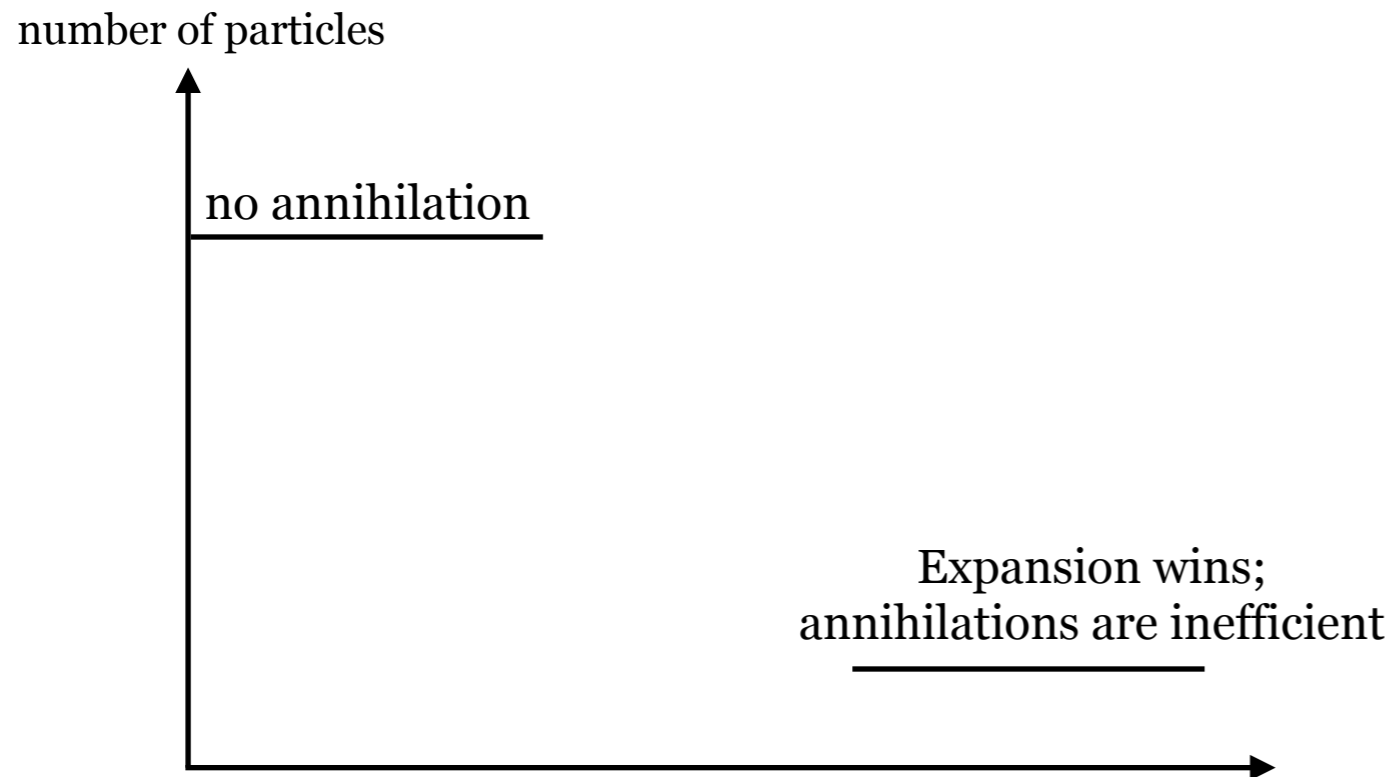 number of particles
no annihilation
Expansion wins;
annihilations are inefficient